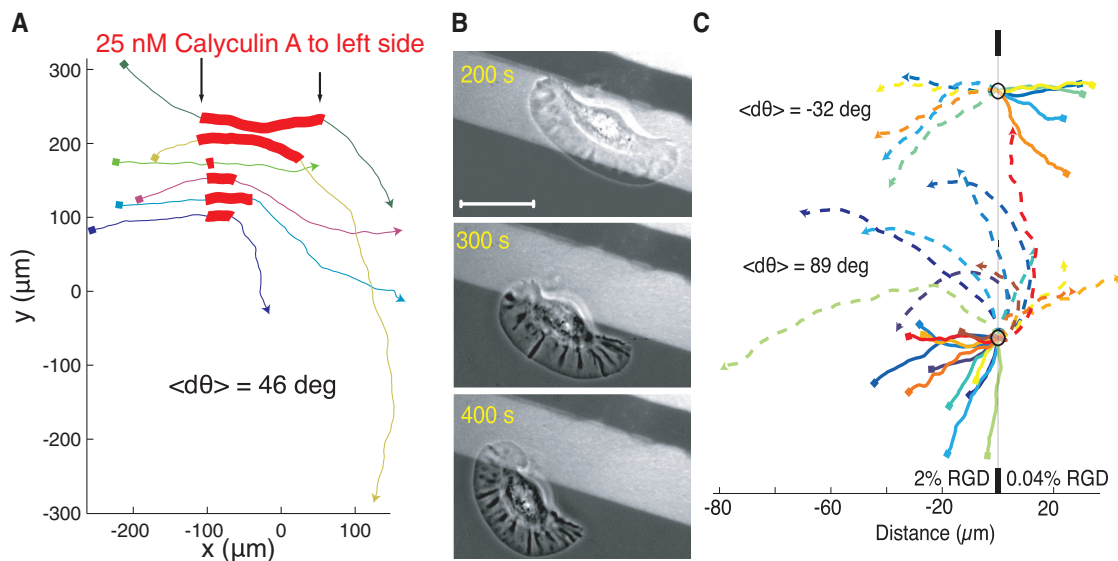 A
25 nM Calyculin A to left side
300
200
100
0
-100
-200
-300
y (µm)
<dθ> = 46 deg
-200
-100
0
100
x (µm)
B
200 s
300 s
400 s
C
<dθ> = -32 deg
<dθ> = 89 deg
2% RGD
0.04% RGD
-80
-60
-40
-20
0
20
Distance (µm)